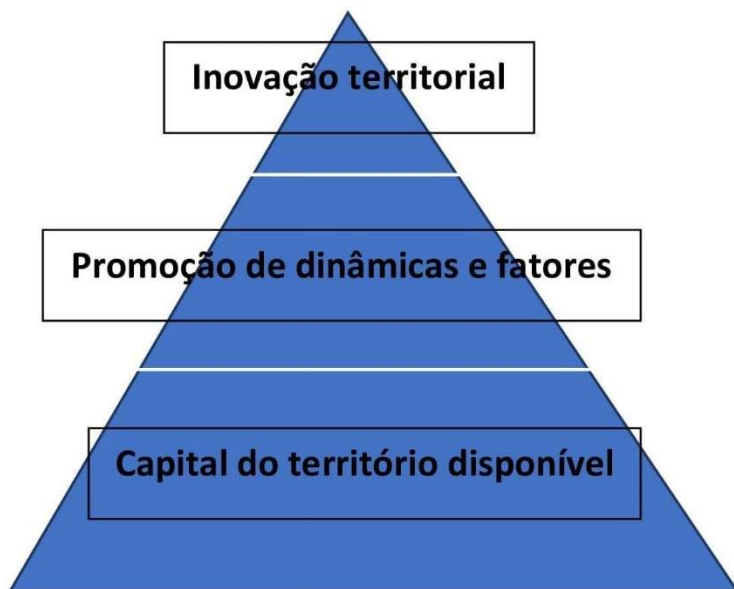 Inovação territorial
Promoção de dinâmicas e fatores
Capital do território disponível